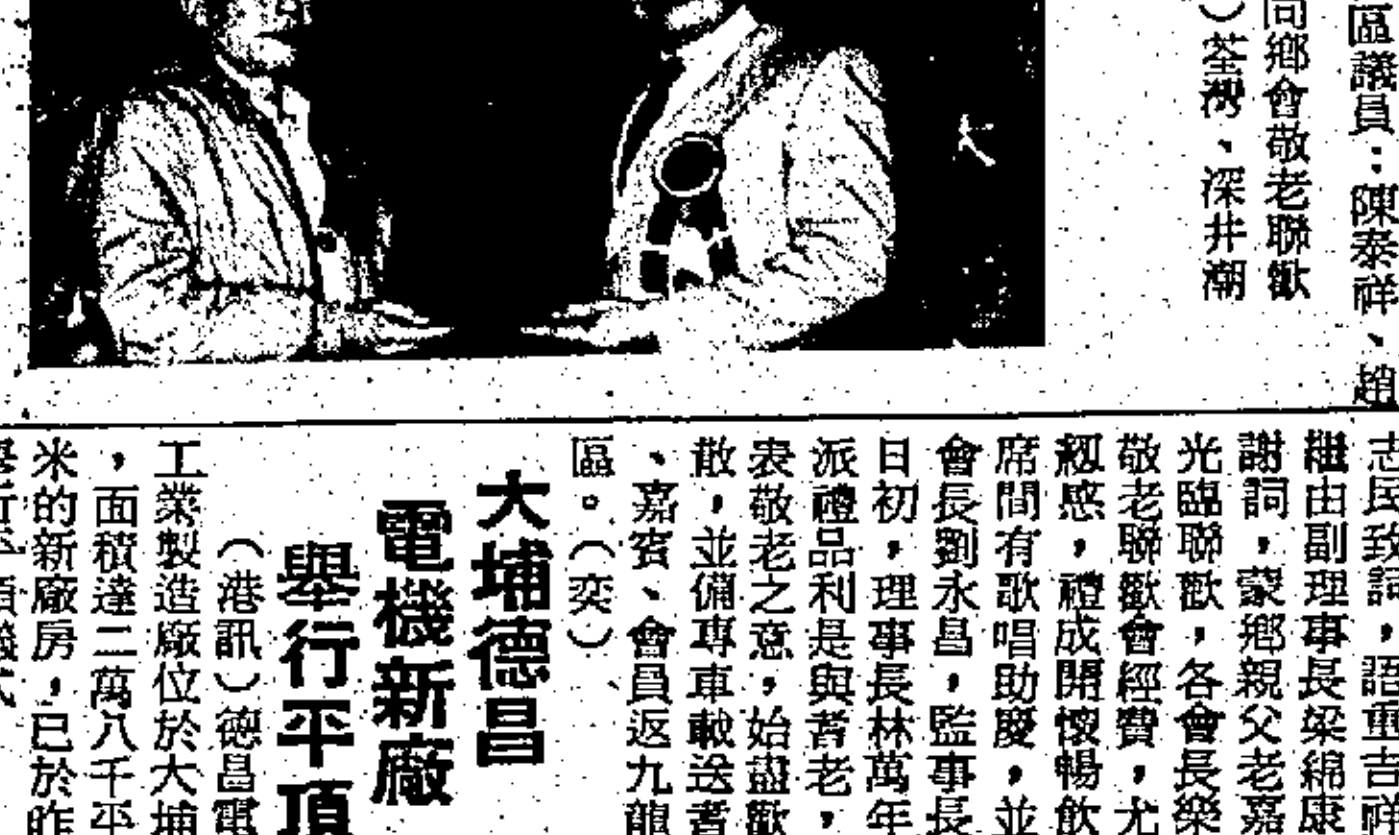 區議員：陳泰祥、趙
同鄉會敬老聯歡
）荃灣、深井潮
志民致詞，語重吉祥
繼由副理事長梁綿康
謝詞，蒙鄉親父老嘉
光臨聯歡，各會長樂
敬老聯歡會經費，尤
紉感，禮成開懷暢飲
席間有歌唱助慶，並
會長劉永昌，監事長
日初，理事長林萬年
派禮品利是與耆老，
表敬老之意，始盡歡
散，並備專車載送耆
、嘉賓、會員返九龍
區。（奕）
大埔德昌
電機新廠
舉行平頂
（港訊）德昌電
工業製造廠位於大埔
，面積達二萬八千平
米的新廠房，已於昨